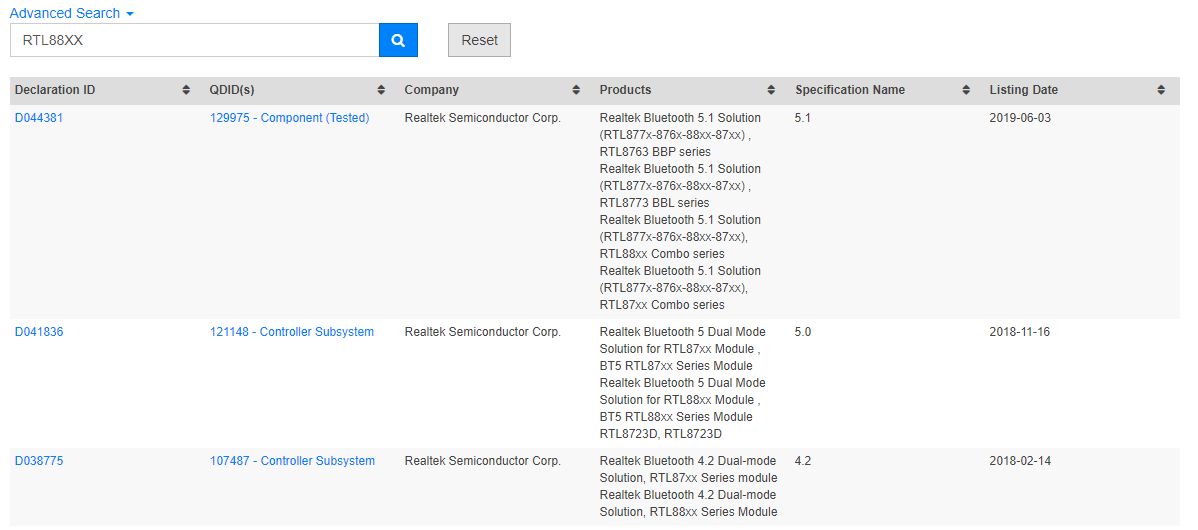 Advanced Search
RTL88XX
Reset
Declaration ID QDID(s) Company Products Specification Name Listing Date
D044381 129975 - Component (Tested) Realtek Semiconductor Corp. Realtek Bluetooth 5.1 Solution 5.1 2019-06-03
(RTL877x-876x-88xx-87xx) ,
RTL8763 BBP series
Realtek Bluetooth 5.1 Solution
(RTL877x-876x-88xx-87xx) ,
RTL8773 BBL series
Realtek Bluetooth 5.1 Solution
(RTL877x-876x-88xx-87xx),
RTL88xx Combo series
Realtek Bluetooth 5.1 Solution
(RTL877x-876x-88xx-87xx),
RTL87xx Combo series
D041836 121148 - Controller Subsystem Realtek Semiconductor Corp. Realtek Bluetooth 5 Dual Mode 5.0 2018-11-16
Solution for RTL87xx Module ,
BT5 RTL87xx Series Module
Realtek Bluetooth 5 Dual Mode
Solution for RTL88xx Module ,
BT5 RTL88xx Series Module
RTL8723D, RTL8723D
D038775 107487 - Controller Subsystem Realtek Semiconductor Corp. Realtek Bluetooth 4.2 Dual-mode 4.2 2018-02-14
Solution, RTL87xx Series module
Realtek Bluetooth 4.2 Dual-mode
Solution, RTL88xx Series Module